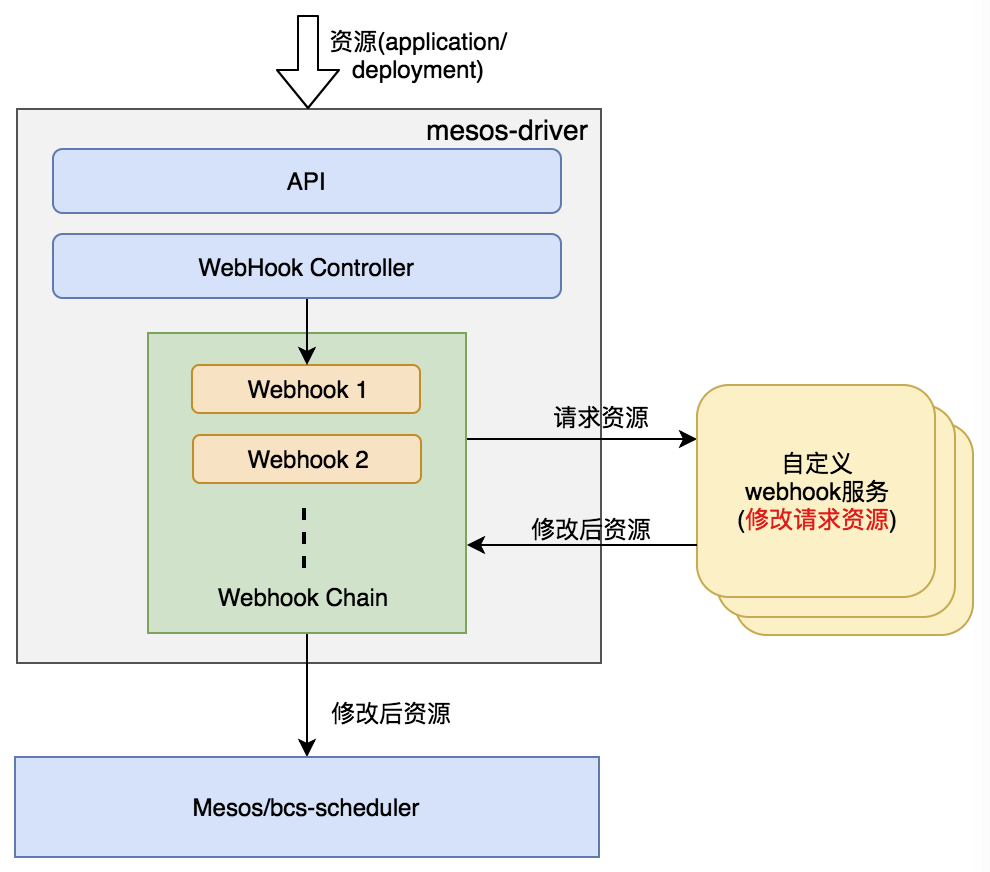 资源(application/
deployment)
mesos-driver
API
WebHook Controller
Webhook 1
Webhook 2
Webhook Chain
请求资源
修改后资源
自定义
webhook服务
(修改请求资源)
修改后资源
Mesos/bcs-scheduler